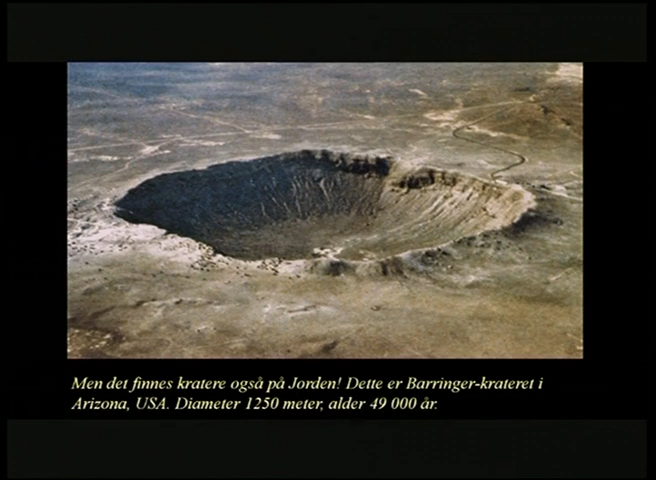 Men det finnes kratere også på Jorden! Dette er Barringer-krateret i
Arizona, USA. Diameter 1250 meter, alder 49 000 år.